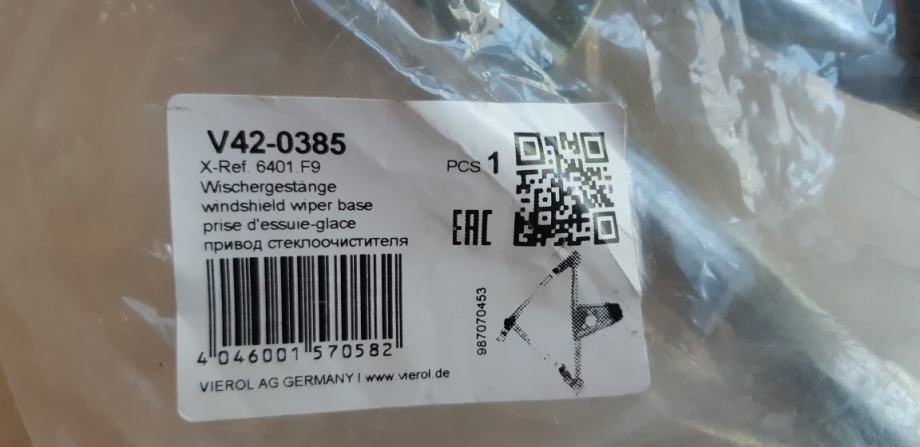 V42-0385
X-Ref. 6401.F9
PCS 1
Wischergestänge
windshield wiper base
prise d'essuie-glace
привод стеклоочистителя
EAC
987070453
4 046001 570582
VIEROL AG GERMANY I www.vierol.de